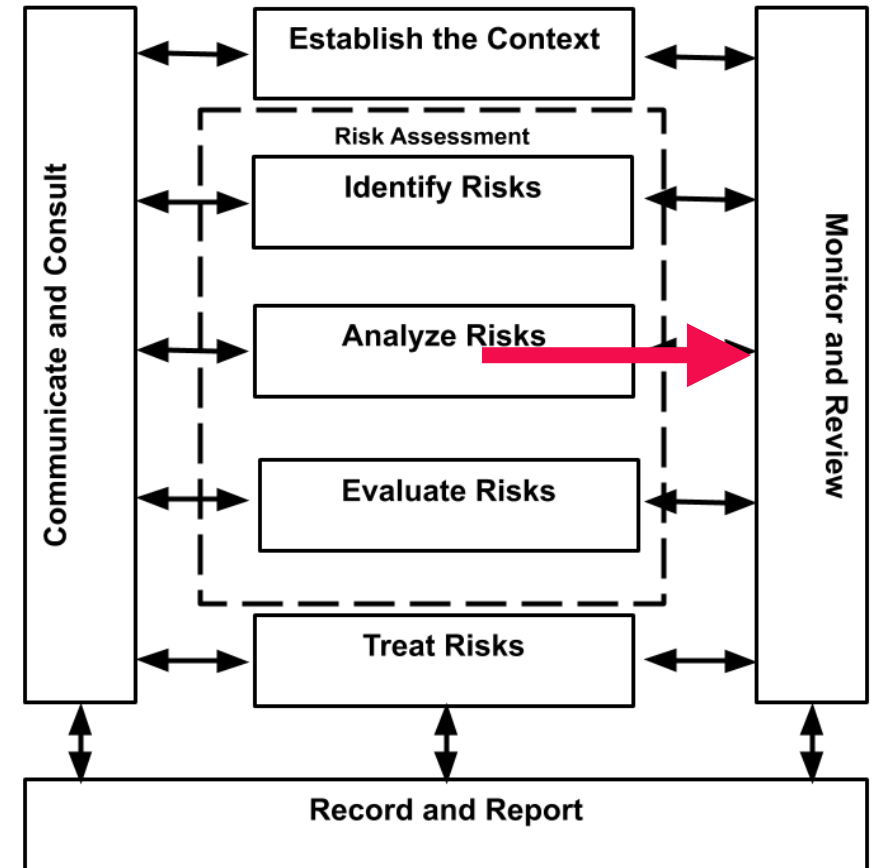 Establish the Context
Risk Assessment
Identify Risks
Analyze Risks
Evaluate Risks
Treat Risks
Communicate and Consult
Monitor and Review
Record and Report